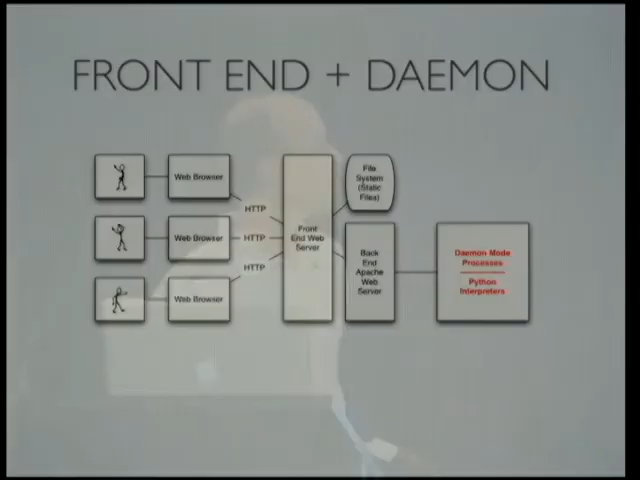 FRONT END + DAEMON
Web Browser
Web Browser
Web Browser
HTTP
HTTP
HTTP
Front
End Web
Server
File
System
(Static
Files)
Back
End
Apache
Web
Server
Daemon Mode
Processes
Python
Interpreters